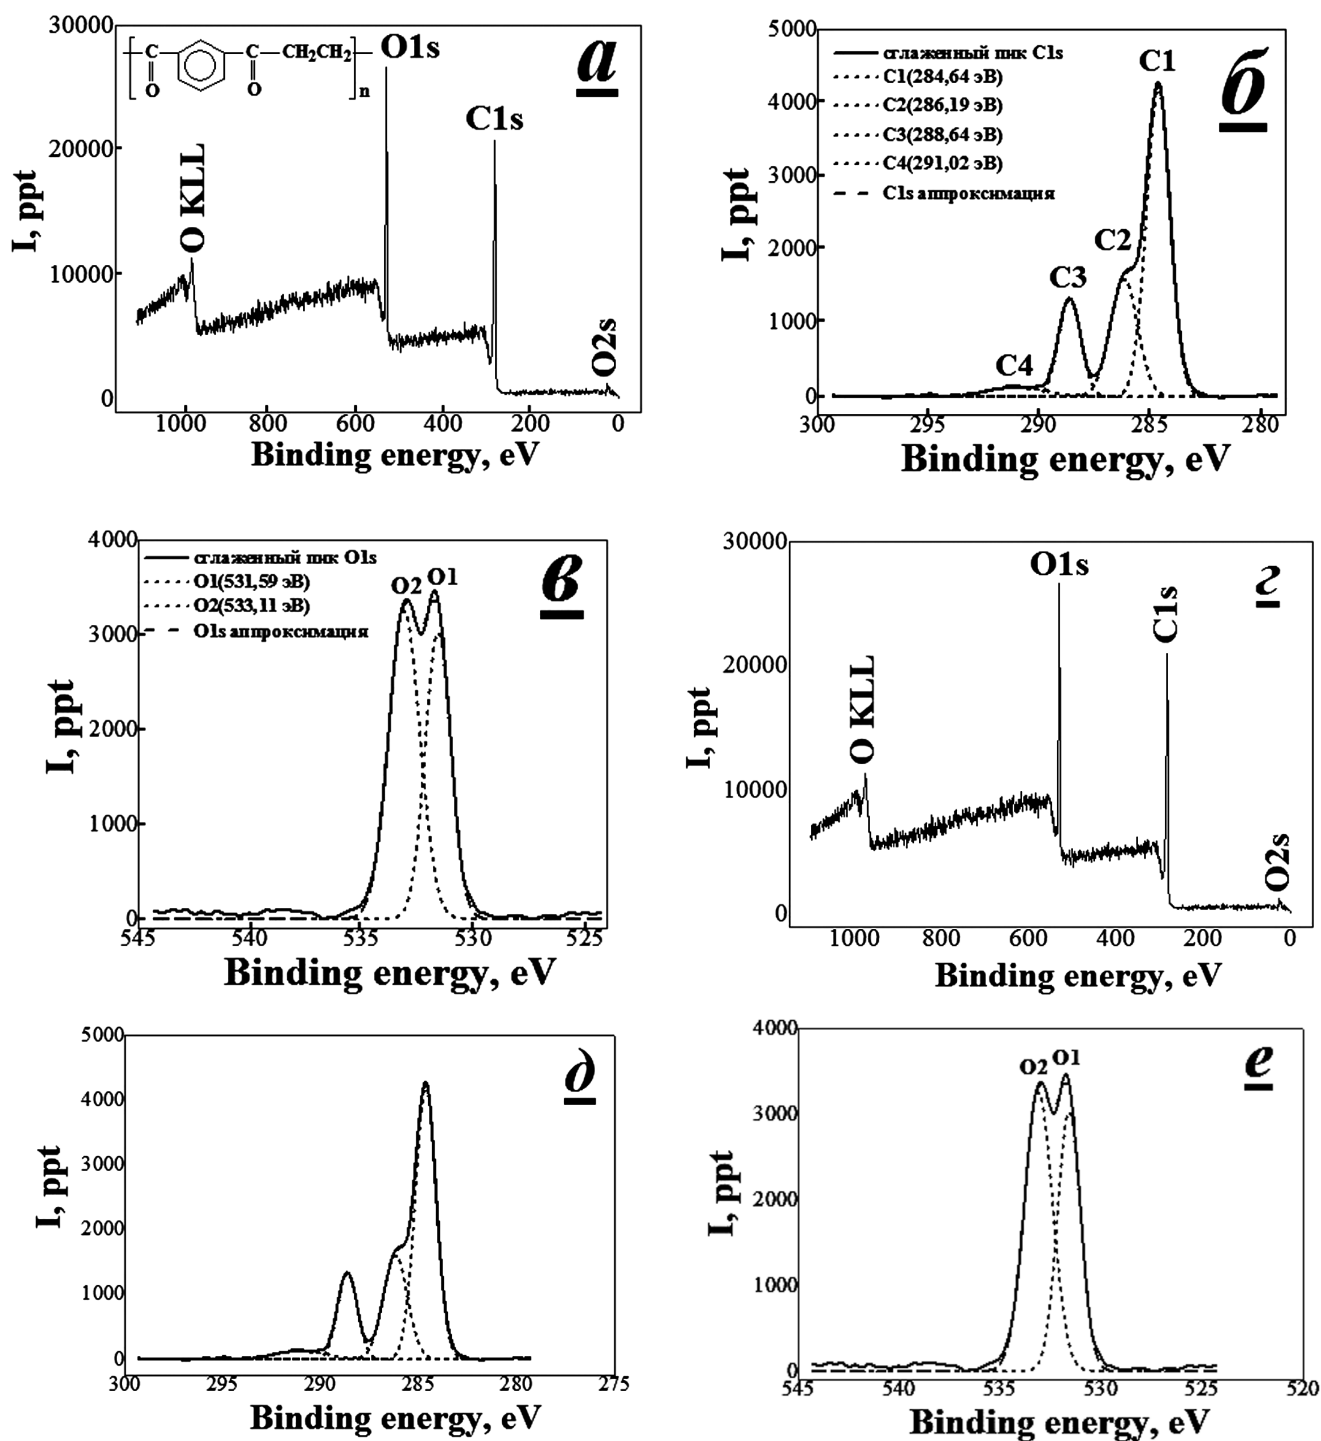 30000
C
C
CH₂CH₂
O
O
n
O1s
а
20000
C1s
I, ppt
O KLL
10000
O2s
0
1000
800
600
400
200
0
Binding energy, eV
5000
сглаженный пик C1s
C1(284,64 эВ)
C2(286,19 эВ)
C3(288,64 эВ)
C4(291,02 эВ)
C1s аппроксимация
C1
б
4000
3000
I, ppt
2000
C2
C3
1000
C4
0
300
295
290
285
280
Binding energy, eV
4000
сглаженный пик O1s
O1(531,59 эВ)
O2(533,11 эВ)
O1s аппроксимация
O2
O1
в
3000
I, ppt
2000
1000
0
545
540
535
530
525
Binding energy, eV
30000
O1s
г
C1s
20000
I, ppt
O KLL
10000
O2s
0
1000
800
600
400
200
0
Binding energy, eV
5000
д
4000
3000
I, ppt
2000
1000
0
300
295
290
285
280
275
Binding energy, eV
4000
O2
O1
е
3000
I, ppt
2000
1000
0
545
540
535
530
525
520
Binding energy, eV